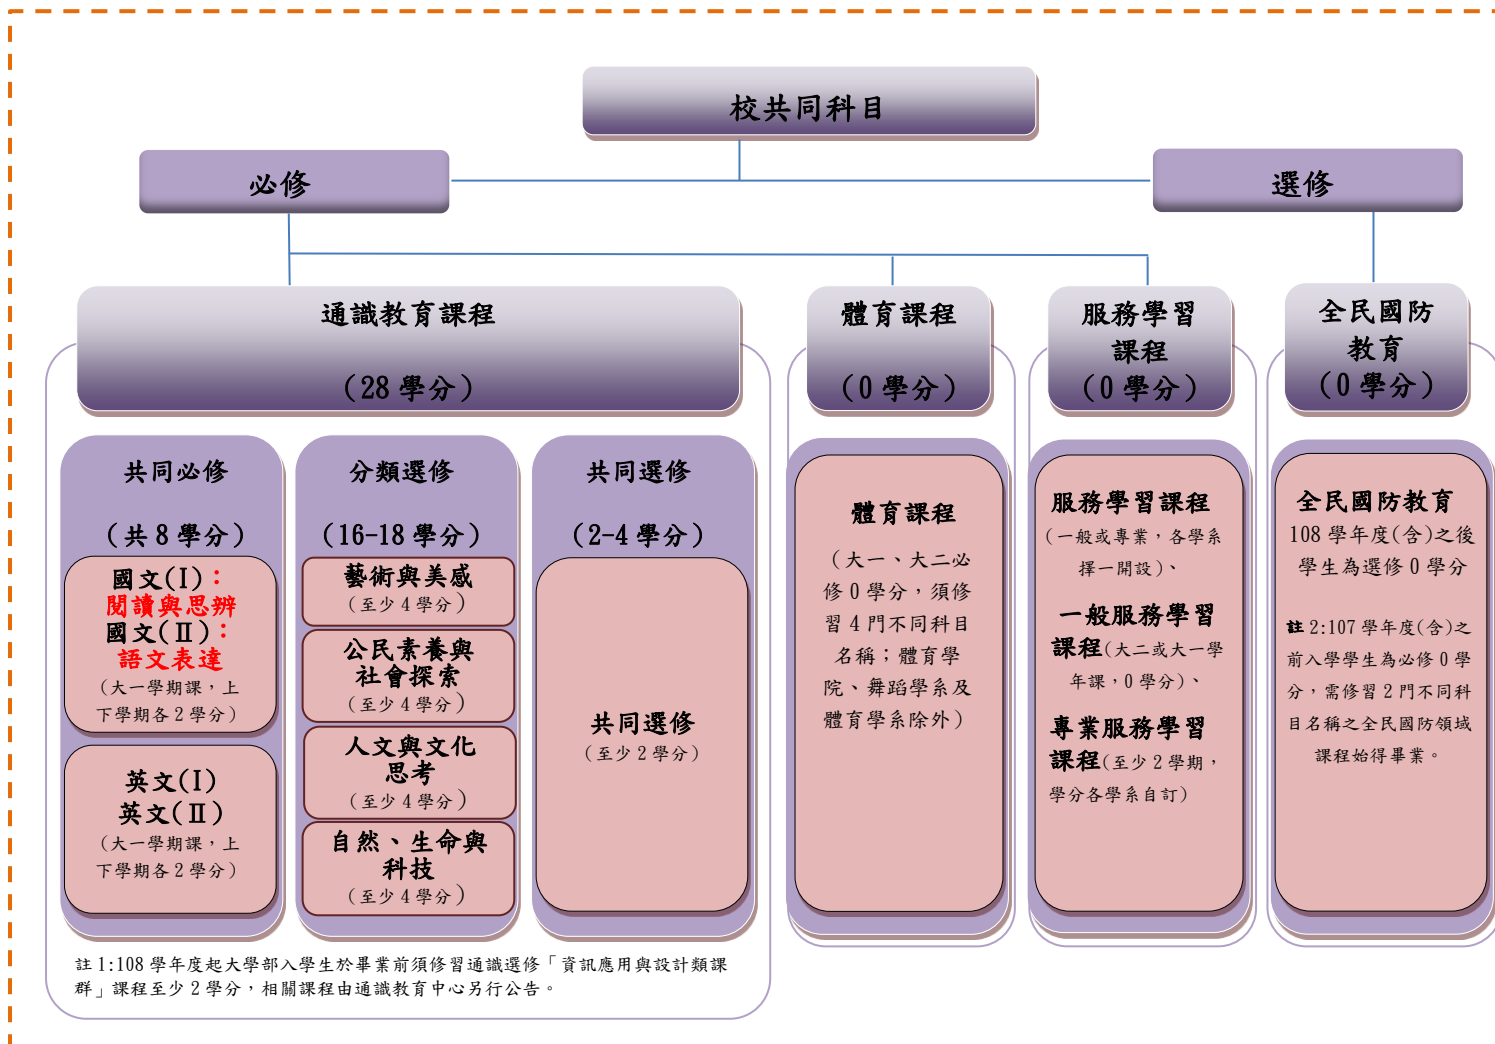 校共同科目
必修
選修
通識教育課程
(28 學分)
體育課程
(0 學分)
服務學習
課程
(0 學分)
全民國防
教育
(0 學分)
共同必修
(共 8 學分)
國文(I)：
閱讀與思辨
國文(Ⅱ)：
語文表達
(大一學期課，上
下學期各 2 學分)
英文(I)
英文(Ⅱ)
(大一學期課，上
下學期各 2 學分)
分類選修
(16-18 學分)
藝術與美感
(至少 4 學分)
公民素養與
社會探索
(至少 4 學分)
人文與文化
思考
(至少 4 學分)
自然、生命與
科技
(至少 4 學分)
共同選修
(2-4 學分)
共同選修
(至少 2 學分)
體育課程
(大一、大二必
修 0 學分，須修
習 4 門不同科目
名稱；體育學
院、舞蹈學系及
體育學系除外)
服務學習課程
(一般或專業，各學系
擇一開設)、
一般服務學習
課程(大二或大一學
年課，0 學分)、
專業服務學習
課程(至少 2 學期，
學分各學系自訂)
全民國防教育
108 學年度(含)之後
學生為選修 0 學分
註 2:107 學年度(含)之
前入學學生為必修 0 學
分，需修習 2 門不同科
目名稱之全民國防領域
課程始得畢業。
註 1:108 學年度起大學部入學生於畢業前須修習通識選修「資訊應用與設計類課
群」課程至少 2 學分，相關課程由通識教育中心另行公告。